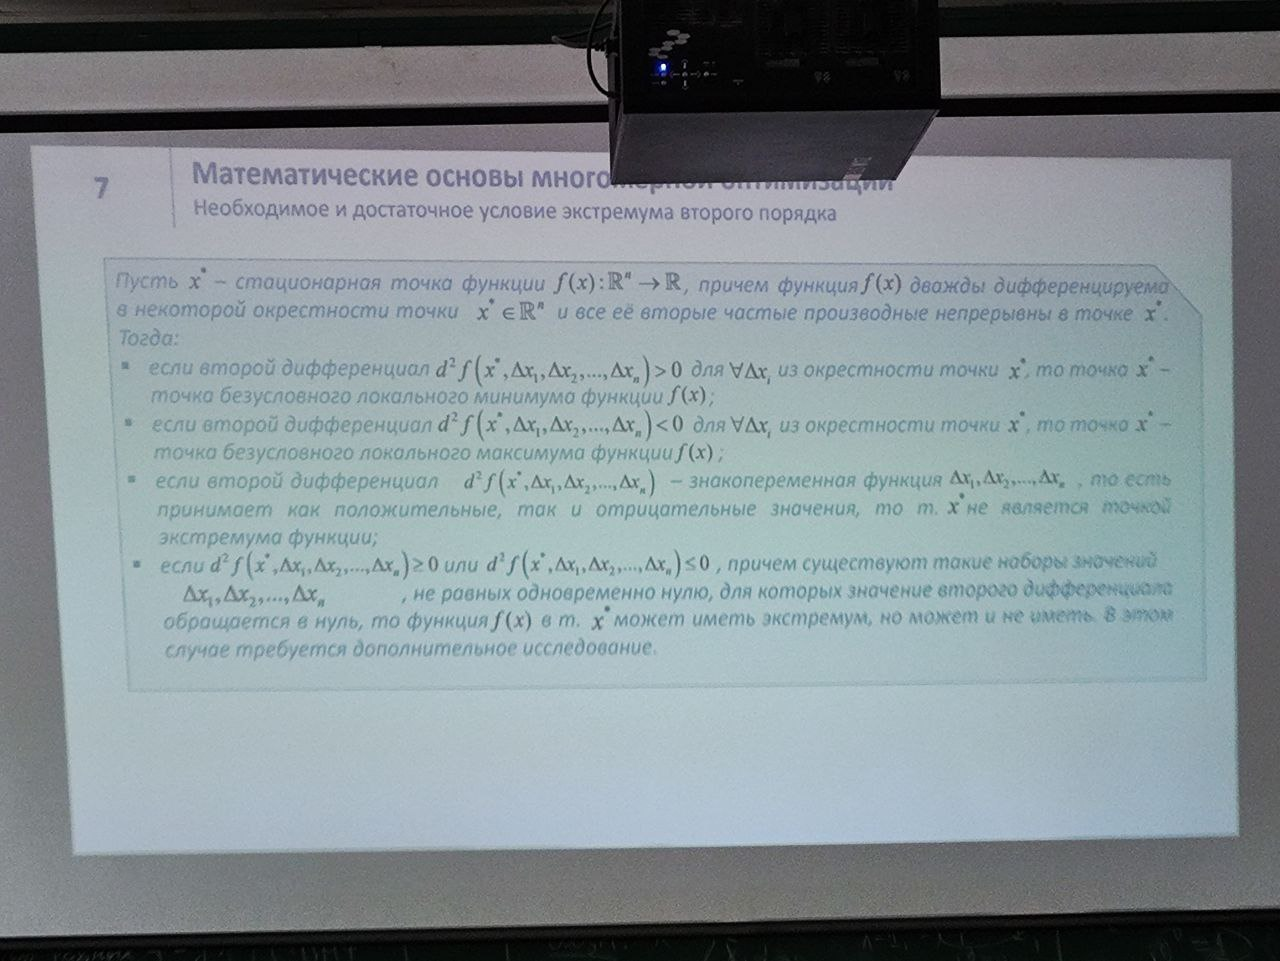 7
Математические основы многомерной оптимизации
Необходимое и достаточное условие экстремума второго порядка
Пусть x* – стационарная точка функции f(x): ℝⁿ → ℝ, причем функция f(x) дважды дифференцируема
в некоторой окрестности точки x* ∈ ℝⁿ и все её вторые частые производные непрерывны в точке x*.
Тогда:
▪ если второй дифференциал d²f(x*,Δx₁,Δx₂,...,Δxₙ)>0 для ∀Δxᵢ из окрестности точки x*, то точка x* –
точка безусловного локального минимума функции f(x);
▪ если второй дифференциал d²f(x*,Δx₁,Δx₂,...,Δxₙ)<0 для ∀Δxᵢ из окрестности точки x*, то точка x* –
точка безусловного локального максимума функции f(x);
▪ если второй дифференциал d²f(x*,Δx₁,Δx₂,...,Δxₙ) – знакопеременная функция Δx₁,Δx₂,...,Δxₙ , то есть
принимает как положительные, так и отрицательные значения, то т. x* не является точкой
экстремума функции;
▪ если d²f(x*,Δx₁,Δx₂,...,Δxₙ)≥0 или d²f(x*,Δx₁,Δx₂,...,Δxₙ)≤0 , причем существуют такие наборы значений
Δx₁,Δx₂,...,Δxₙ , не равных одновременно нулю, для которых значение второго дифференциала
обращается в нуль, то функция f(x) в т. x* может иметь экстремум, но может и не иметь. В этом
случае требуется дополнительное исследование.